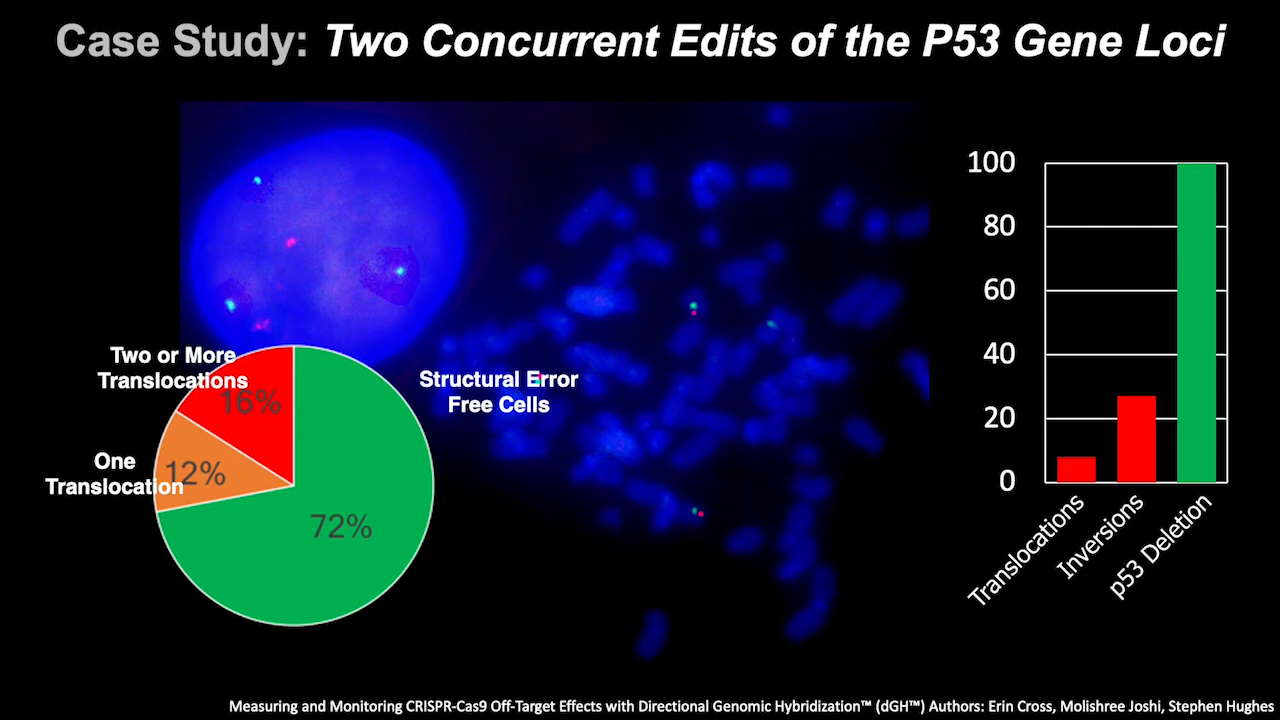 Case Study: Two Concurrent Edits of the P53 Gene Loci
Two or More
Translocations
16%
One
Translocation
12%
72%
Structural Error
Free Cells
100
80
60
40
20
0
Translocations
Inversions
p53 Deletion
Measuring and Monitoring CRISPR-Cas9 Off-Target Effects with Directional Genomic Hybridization™ (dGH™) Authors: Erin Cross, Molishree Joshi, Stephen Hughes